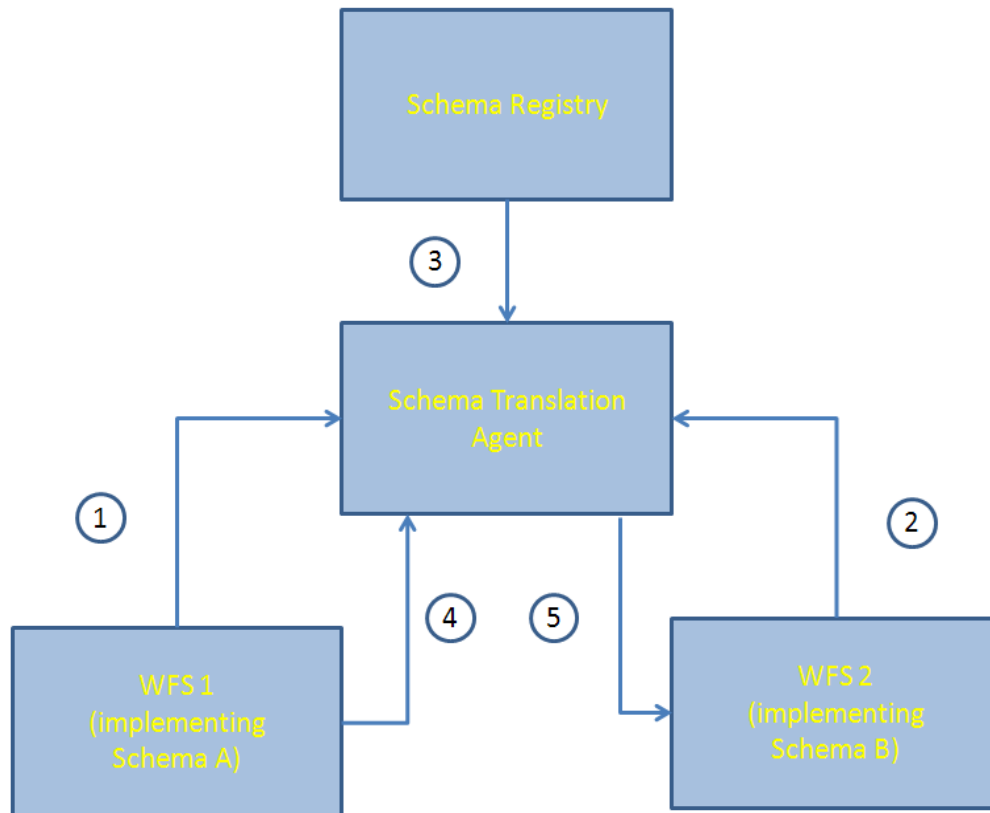 Schema Registry
3
Schema Translation
Agent
1
2
4
5
WFS 1
(implementing
Schema A)
WFS 2
(implementing
Schema B)